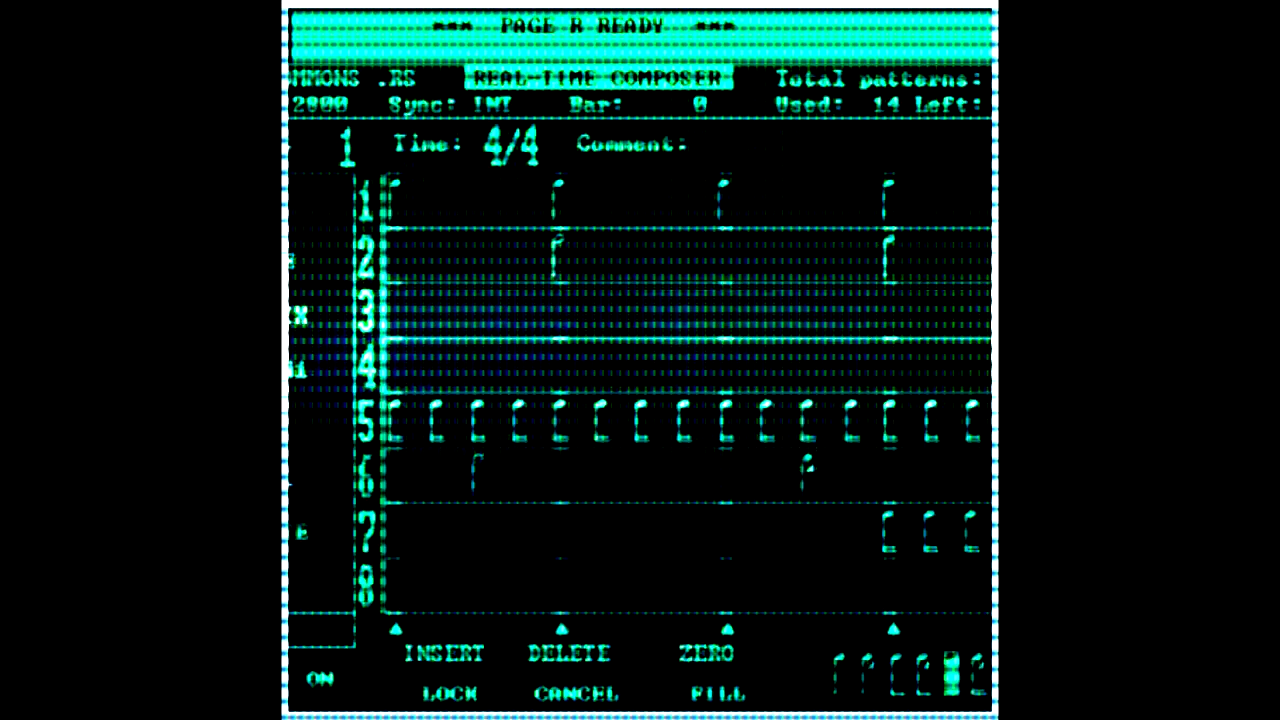 *** PAGE R READY ***
MMONS .RS REAL-TIME COMPOSER Total patterns:
2800 Sync: INT Bar: 0 Used: 14 Left:
1 Time: 4/4 Comment:
1
2
3
4
5
6
7
8
INSERT DELETE ZERO
ON LOCK CANCEL FILL